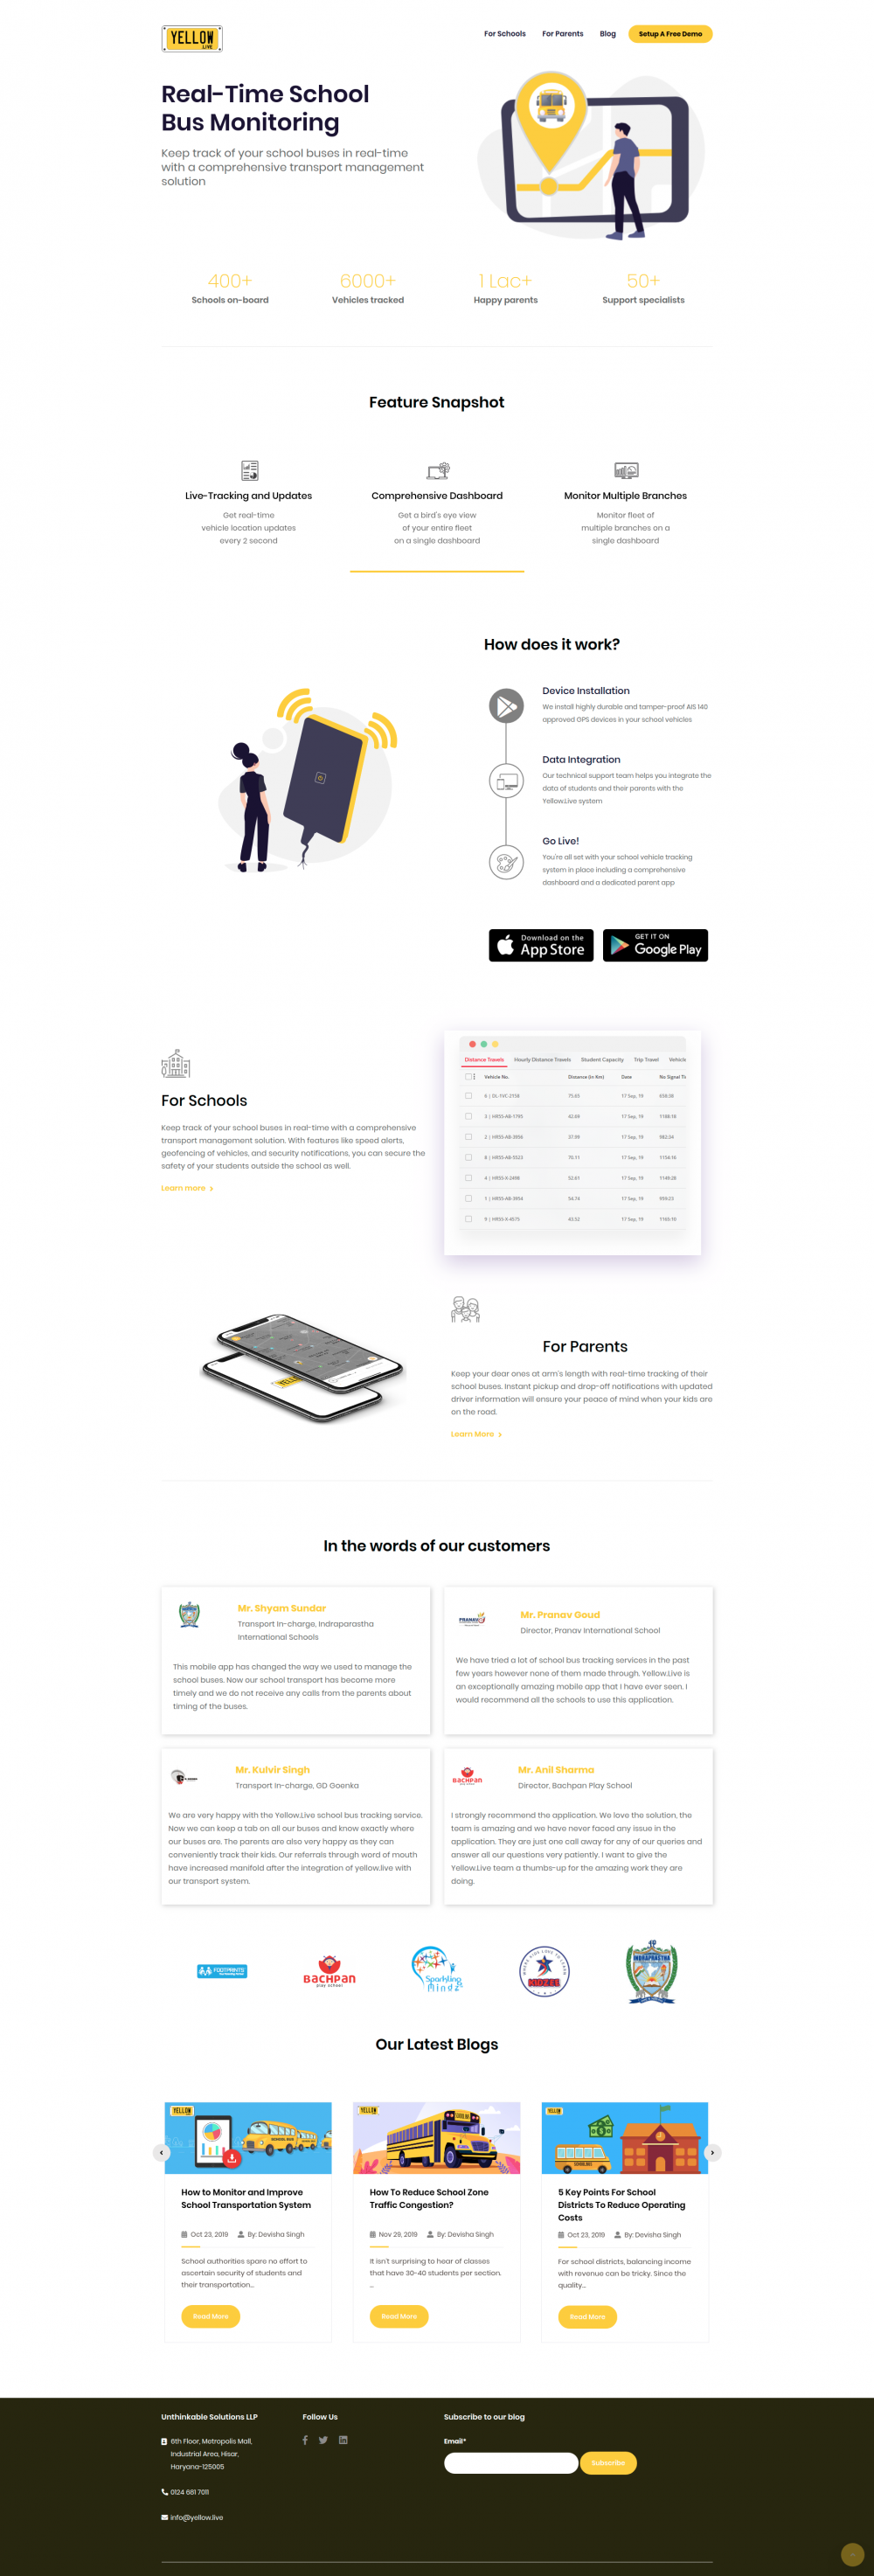 YELLOW
.LIVE
For Schools
For Parents
Blog
Setup A Free Demo
Real-Time School
Bus Monitoring
Keep track of your school buses in real-time
with a comprehensive transport management
solution
400+
6000+
1 Lac+
50+
Schools on-board
Vehicles tracked
Happy parents
Support specialists
Feature Snapshot
Live-Tracking and Updates
Get real-time
vehicle location updates
every 2 second
Comprehensive Dashboard
Get a bird's eye view
of your entire fleet
on a single dashboard
Monitor Multiple Branches
Monitor fleet of
multiple branches on a
single dashboard
How does it work?
Device Installation
We install highly durable and tamper-proof AIS 140
approved GPS devices in your school vehicles
Data Integration
Our technical support team helps you integrate the
data of students and their parents with the
Yellow.Live system
Go Live!
You're all set with your school vehicle tracking
system in place including a comprehensive
dashboard and a dedicated parent app
Download on the
App Store
GET IT ON
Google Play
For Schools
Keep track of your school buses in real-time with a comprehensive
transport management solution. With features like speed alerts,
geofencing of vehicles, and security notifications, you can secure the
safety of your students outside the school as well.
Learn more
Distance Travels Hourly Distance Travels Student Capacity Trip Travel Vehicle
Vehicle No. Distance (in Km) Date No Signal Ti
6 | DL-1VC-2158 75.65 17 Sep, 19 658:38
3 | HR55-AB-1795 42.69 17 Sep, 19 1188:18
2 | HR55-AB-3956 37.99 17 Sep, 19 982:34
8 | HR55-AB-5523 70.11 17 Sep, 19 1154:16
4 | HR55-X-2498 52.61 17 Sep, 19 1149:28
1 | HR55-AB-3954 54.74 17 Sep, 19 959:23
9 | HR55-X-4575 43.52 17 Sep, 19 1165:10
YELLOW
For Parents
Keep your dear ones at arm's length with real-time tracking of their
school buses. Instant pickup and drop-off notifications with updated
driver information will ensure your peace of mind when your kids are
on the road.
Learn More
In the words of our customers
Mr. Shyam Sundar
Transport In-charge, Indraprastha
International Schools
This mobile app has changed the way we used to manage the
school buses. Now our school transport has become more
timely and we do not receive any calls from the parents about
timing of the buses.
PRANAV
Mr. Pranav Goud
Director, Pranav International School
We have tried a lot of school bus tracking services in the past
few years however none of them made through. Yellow.Live is
an exceptionally amazing mobile app that I have ever seen. I
would recommend all the schools to use this application.
Mr. Kulvir Singh
Transport In-charge, GD Goenka
We are very happy with the Yellow.Live school bus tracking service.
Now we can keep a tab on all our buses and know exactly where
our buses are. The parents are also very happy as they can
conveniently track their kids. Our referrals through word of mouth
have increased manifold after the integration of yellow.live with
our transport system.
BACHPAN
play school
Mr. Anil Sharma
Director, Bachpan Play School
I strongly recommend the application. We love the solution, the
team is amazing and we have never faced any issue in the
application. They are just one call away for any of our queries and
answer all our questions very patiently. I want to give the
Yellow.Live team a thumbs-up for the amazing work they are
doing.
FOOTPRINTS
BACHPAN
play school
Sparkling
Mindz
KIDZEE
INDRAPRASTHA
Our Latest Blogs
YELLOW
SCHOOL BUS
How to Monitor and Improve
School Transportation System
Oct 23, 2019 By: Devisha Singh
School authorities spare no effort to
ascertain security of students and
their transportation...
Read More
YELLOW
How To Reduce School Zone
Traffic Congestion?
Nov 29, 2019 By: Devisha Singh
It isn't surprising to hear of classes
that have 30-40 students per section.
...
Read More
YELLOW
SCHOOL BUS
5 Key Points For School
Districts To Reduce Operating
Costs
Oct 23, 2019 By: Devisha Singh
For school districts, balancing income
with revenue can be tricky. Since the
quality...
Read More
Unthinkable Solutions LLP
6th Floor, Metropolis Mall,
Industrial Area, Hisar,
Haryana-125005
0124 681 7011
info@yellow.live
Follow Us
Subscribe to our blog
Email*
Subscribe